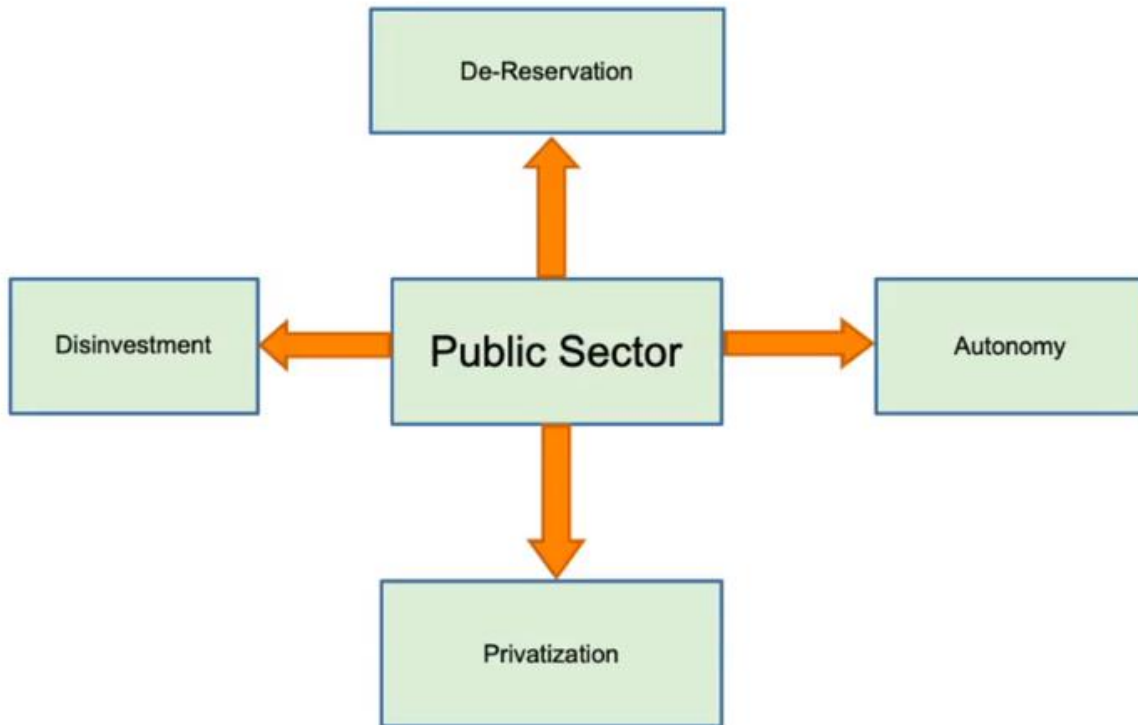 De-Reservation
Disinvestment
Public Sector
Autonomy
Privatization